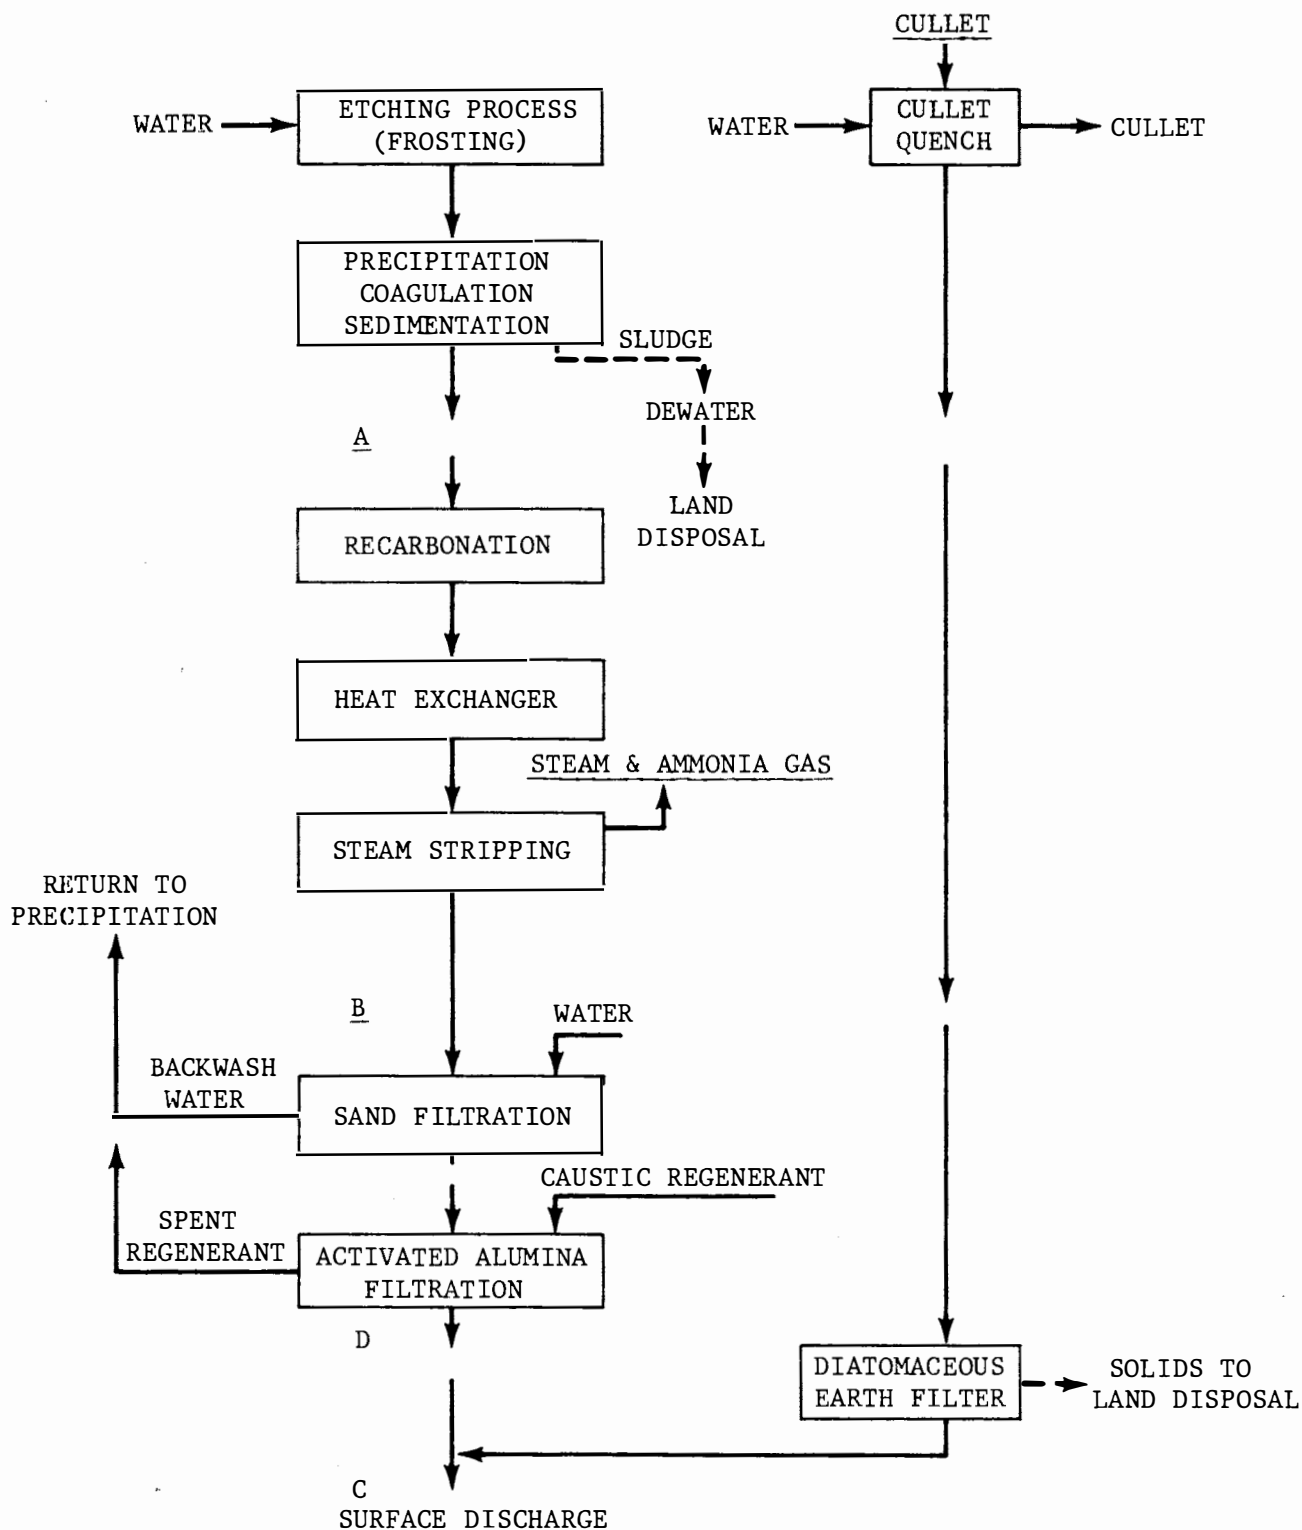 CULLET
WATER
ETCHING PROCESS
(FROSTING)
WATER
CULLET
QUENCH
CULLET
PRECIPITATION
COAGULATION
SEDIMENTATION
SLUDGE
DEWATER
A
LAND
DISPOSAL
RECARBONATION
HEAT EXCHANGER
STEAM & AMMONIA GAS
STEAM STRIPPING
RETURN TO
PRECIPITATION
B
WATER
BACKWASH
WATER
SAND FILTRATION
CAUSTIC REGENERANT
SPENT
REGENERANT
ACTIVATED ALUMINA
FILTRATION
D
DIATOMACEOUS
EARTH FILTER
SOLIDS TO
LAND DISPOSAL
C
SURFACE DISCHARGE